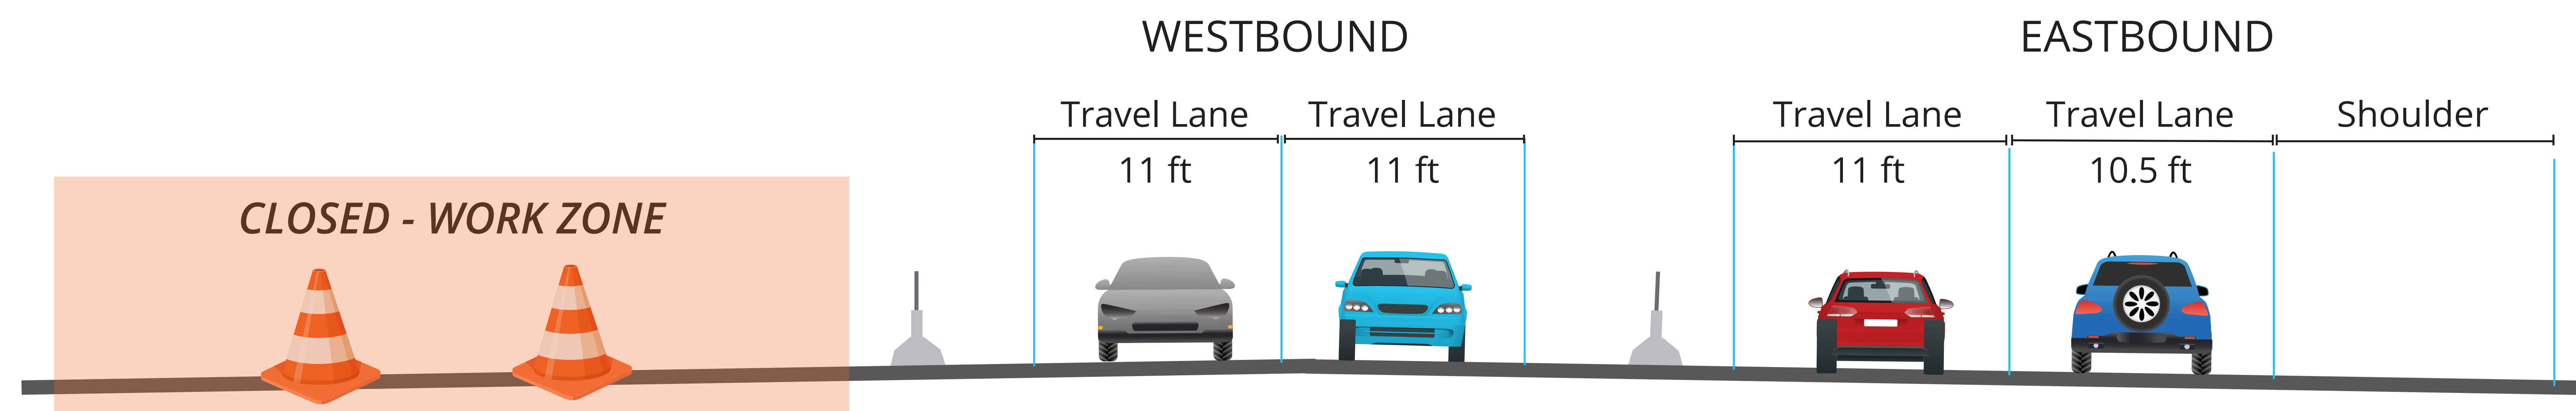 WESTBOUND
EASTBOUND
Travel Lane
Travel Lane
Travel Lane
Travel Lane
Shoulder
11 ft
11 ft
11 ft
10.5 ft
CLOSED - WORK ZONE